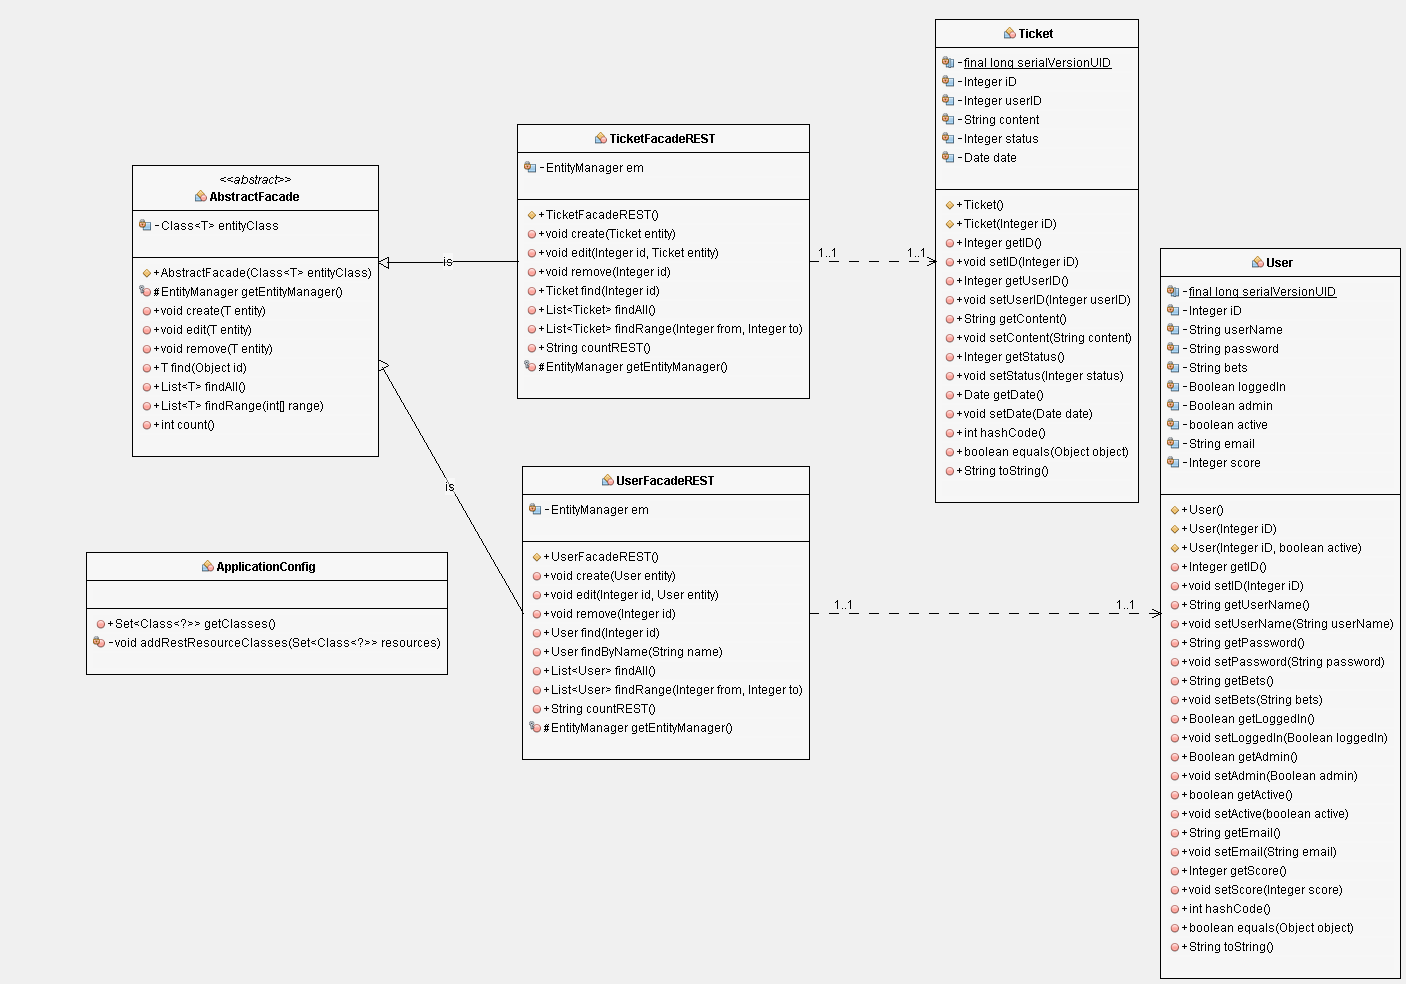 <<abstract>>
AbstractFacade
-Class<T> entityClass
+AbstractFacade(Class<T> entityClass)
#EntityManager getEntityManager()
+void create(T entity)
+void edit(T entity)
+void remove(T entity)
+T find(Object id)
+List<T> findAll()
+List<T> findRange(int[] range)
+int count()
is
is
ApplicationConfig
+Set<Class<?>> getClasses()
-void addRestResourceClasses(Set<Class<?>> resources)
TicketFacadeREST
-EntityManager em
+TicketFacadeREST()
+void create(Ticket entity)
+void edit(Integer id, Ticket entity)
+void remove(Integer id)
+Ticket find(Integer id)
+List<Ticket> findAll()
+List<Ticket> findRange(Integer from, Integer to)
+String countREST()
#EntityManager getEntityManager()
1..1
1..1
UserFacadeREST
-EntityManager em
+UserFacadeREST()
+void create(User entity)
+void edit(Integer id, User entity)
+void remove(Integer id)
+User find(Integer id)
+User findByName(String name)
+List<User> findAll()
+List<User> findRange(Integer from, Integer to)
+String countREST()
#EntityManager getEntityManager()
1..1
1..1
Ticket
-final long serialVersionUID
-Integer iD
-Integer userID
-String content
-Integer status
-Date date
+Ticket()
+Ticket(Integer iD)
+Integer getID()
+void setID(Integer iD)
+Integer getUserID()
+void setUserID(Integer userID)
+String getContent()
+void setContent(String content)
+Integer getStatus()
+void setStatus(Integer status)
+Date getDate()
+void setDate(Date date)
+int hashCode()
+boolean equals(Object object)
+String toString()
User
-final long serialVersionUID
-Integer iD
-String userName
-String password
-String bets
-Boolean loggedIn
-Boolean admin
-boolean active
-String email
-Integer score
+User()
+User(Integer iD)
+User(Integer iD, boolean active)
+Integer getID()
+void setID(Integer iD)
+String getUserName()
+void setUserName(String userName)
+String getPassword()
+void setPassword(String password)
+String getBets()
+void setBets(String bets)
+Boolean getLoggedIn()
+void setLoggedIn(Boolean loggedIn)
+Boolean getAdmin()
+void setAdmin(Boolean admin)
+boolean getActive()
+void setActive(boolean active)
+String getEmail()
+void setEmail(String email)
+Integer getScore()
+void setScore(Integer score)
+int hashCode()
+boolean equals(Object object)
+String toString()